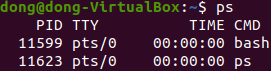 dong@dong-VirtualBox:~$ ps
PID TTY TIME CMD
11599 pts/0 00:00:00 bash
11623 pts/0 00:00:00 ps